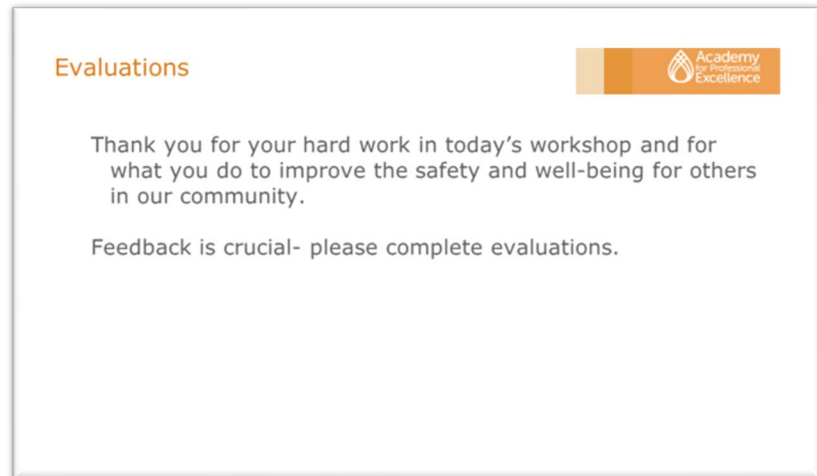 Evaluations
Academy
for Professional
Excellence
Thank you for your hard work in today's workshop and for
what you do to improve the safety and well-being for others
in our community.
Feedback is crucial- please complete evaluations.